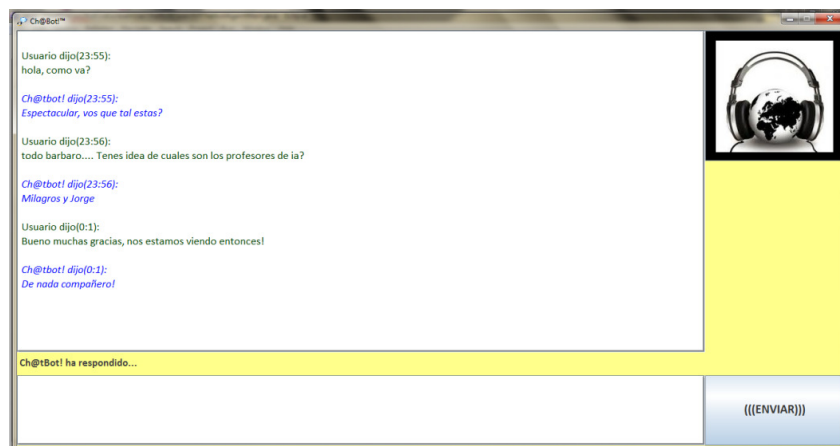 Ch@Bot!™
Usuario dijo(23:55):
hola, como va?
Ch@tbot! dijo(23:55):
Espectacular, vos que tal estas?
Usuario dijo(23:56):
todo barbaro.... Tenes idea de cuales son los profesores de ia?
Ch@tbot! dijo(23:56):
Milagros y Jorge
Usuario dijo(0:1):
Bueno muchas gracias, nos estamos viendo entonces!
Ch@tbot! dijo(0:1):
De nada compañero!
Ch@tBot! ha respondido...
(((ENVIAR)))